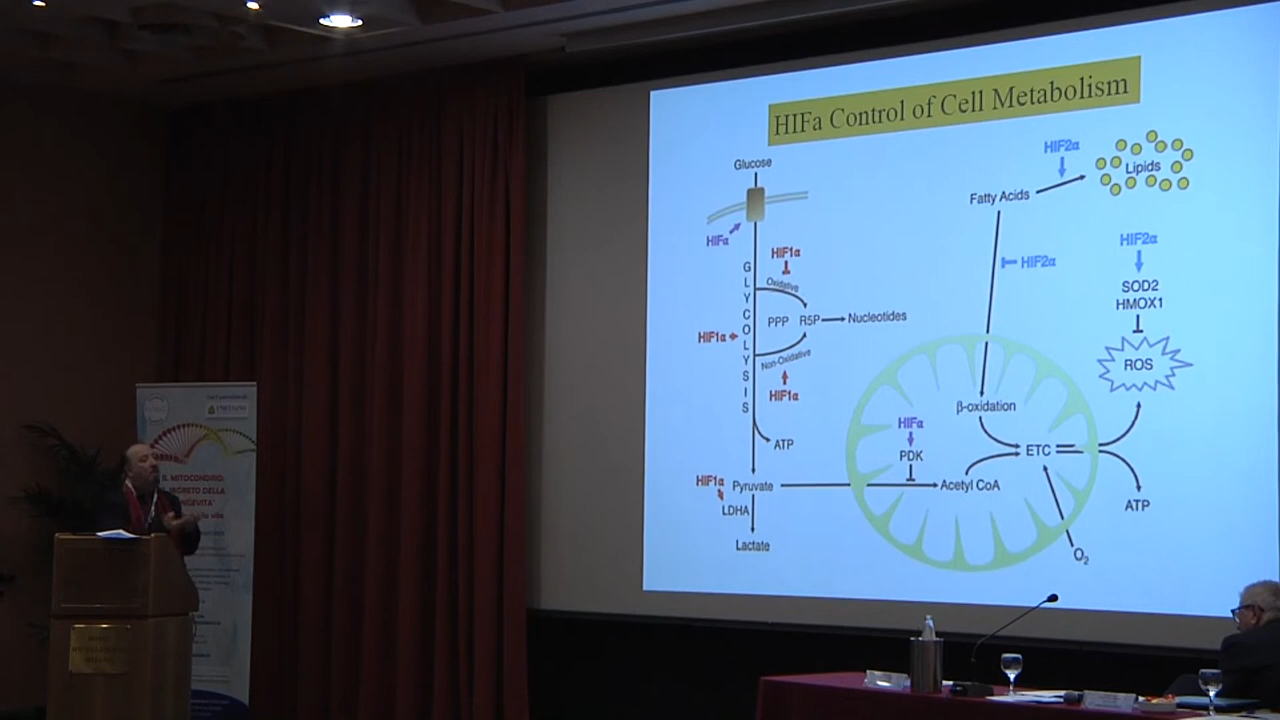 HIFa Control of Cell Metabolism
Glucose
HIFα
HIF1α
Oxidative
PPP
R5P
Nucleotides
GLYCOLYSIS
HIF1α
Non-Oxidative
HIF1α
ATP
HIF1α
Pyruvate
LDHA
Lactate
HIF2α
Lipids
Fatty Acids
HIF2α
HIF2α
SOD2
HMOX1
ROS
β-oxidation
HIFα
PDK
ETC
Acetyl CoA
ATP
O2
IL MITOCONDRIO: